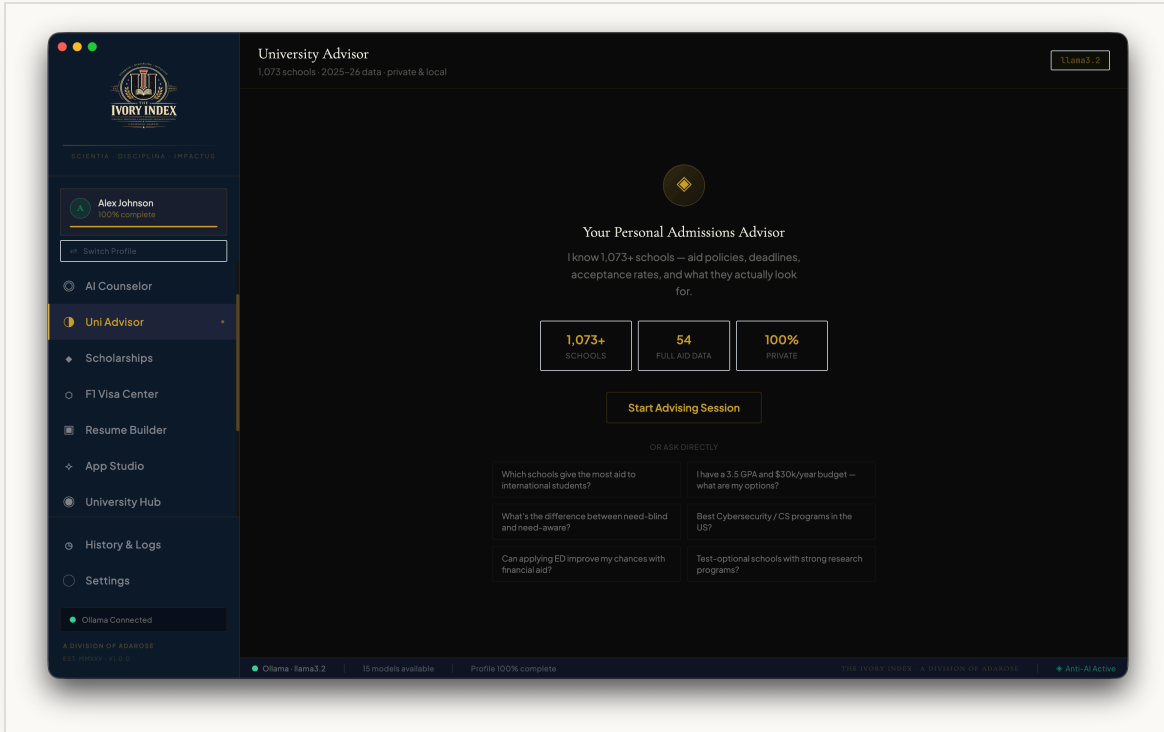 THE
IVORY INDEX
SCIENTIA · DISCIPLINA · IMPACTUS
A
Alex Johnson
100% complete
⇌ Switch Profile
AI Counselor
Uni Advisor
Scholarships
F1 Visa Center
Resume Builder
App Studio
University Hub
History & Logs
Settings
Ollama Connected
A DIVISION OF ADAROSE
EST. MMXXV · V1.0.0
University Advisor
1,073 schools · 2025–26 data · private & local
llama3.2
Your Personal Admissions Advisor
I know 1,073+ schools — aid policies, deadlines,
acceptance rates, and what they actually look
for.
1,073+
SCHOOLS
54
FULL AID DATA
100%
PRIVATE
Start Advising Session
OR ASK DIRECTLY
Which schools give the most aid to
international students?
I have a 3.5 GPA and $30k/year budget —
what are my options?
What's the difference between need-blind
and need-aware?
Best Cybersecurity / CS programs in the
US?
Can applying ED improve my chances with
financial aid?
Test-optional schools with strong research
programs?
Ollama · llama3.2
15 models available
Profile 100% complete
THE IVORY INDEX · A DIVISION OF ADAROSE
◈ Anti-AI Active